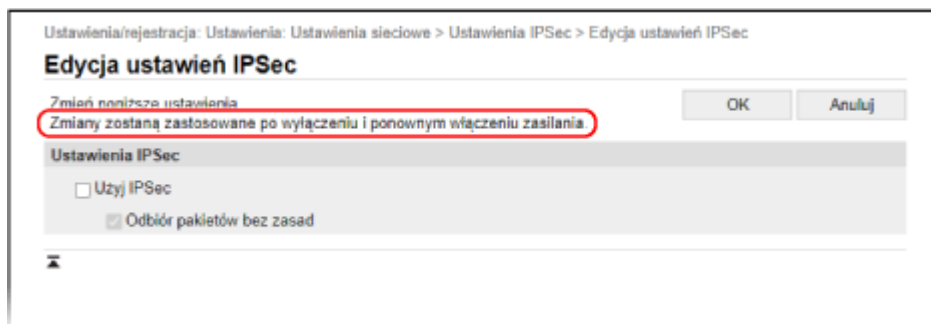 Ustawienia/rejestracja: Ustawienia: Ustawienia sieciowe > Ustawienia IPSec > Edycja ustawień IPSec
Edycja ustawień IPSec
Zmień poniższe ustawienia.
OK
Anuluj
Zmiany zostaną zastosowane po wyłączeniu i ponownym włączeniu zasilania.
Ustawienia IPSec
Użyj IPSec
Odbiór pakietów bez zasad